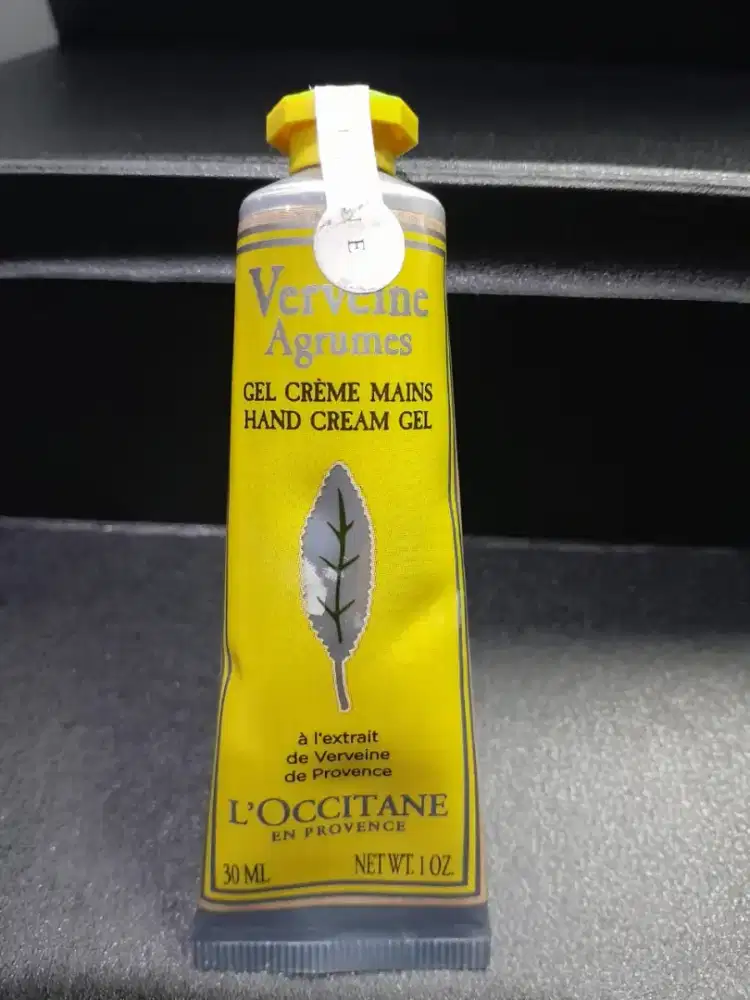 Verveine
Agrumes
GEL CRÈME MAINS
HAND CREAM GEL
à l'extrait
de Verveine
de Provence
L'OCCITANE
EN PROVENCE
30 ML
NET WT. 1 OZ.